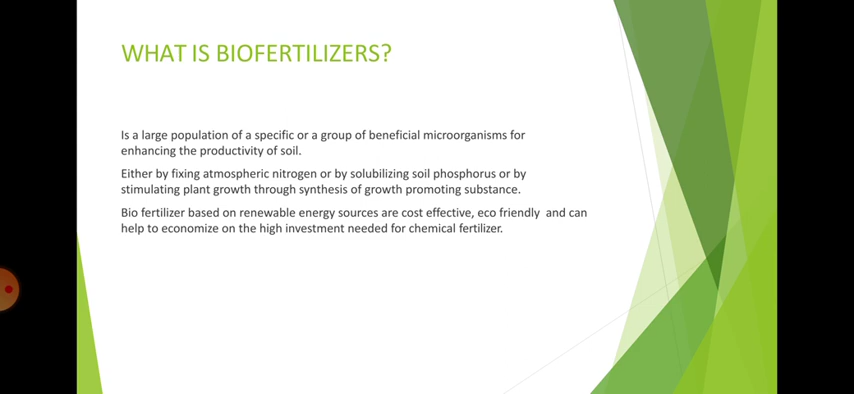 WHAT IS BIOFERTILIZERS?
Is a large population of a specific or a group of beneficial microorganisms for
enhancing the productivity of soil.
Either by fixing atmospheric nitrogen or by solubilizing soil phosphorus or by
stimulating plant growth through synthesis of growth promoting substance.
Bio fertilizer based on renewable energy sources are cost effective, eco friendly and can
help to economize on the high investment needed for chemical fertilizer.